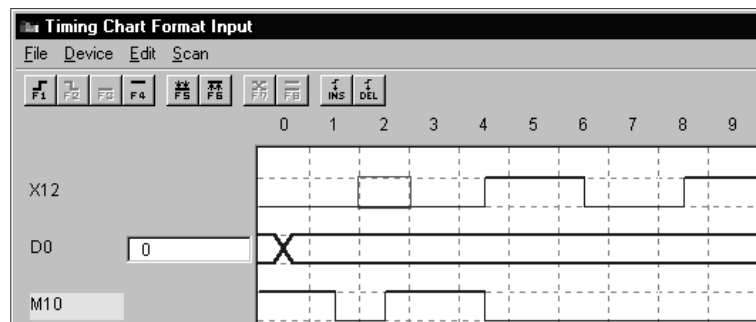 Timing Chart Format Input
File Device Edit Scan
F1 F2 F3 F4 F5 F6 F7 F8 INS DEL
0 1 2 3 4 5 6 7 8 9
X12
D0 0
M10